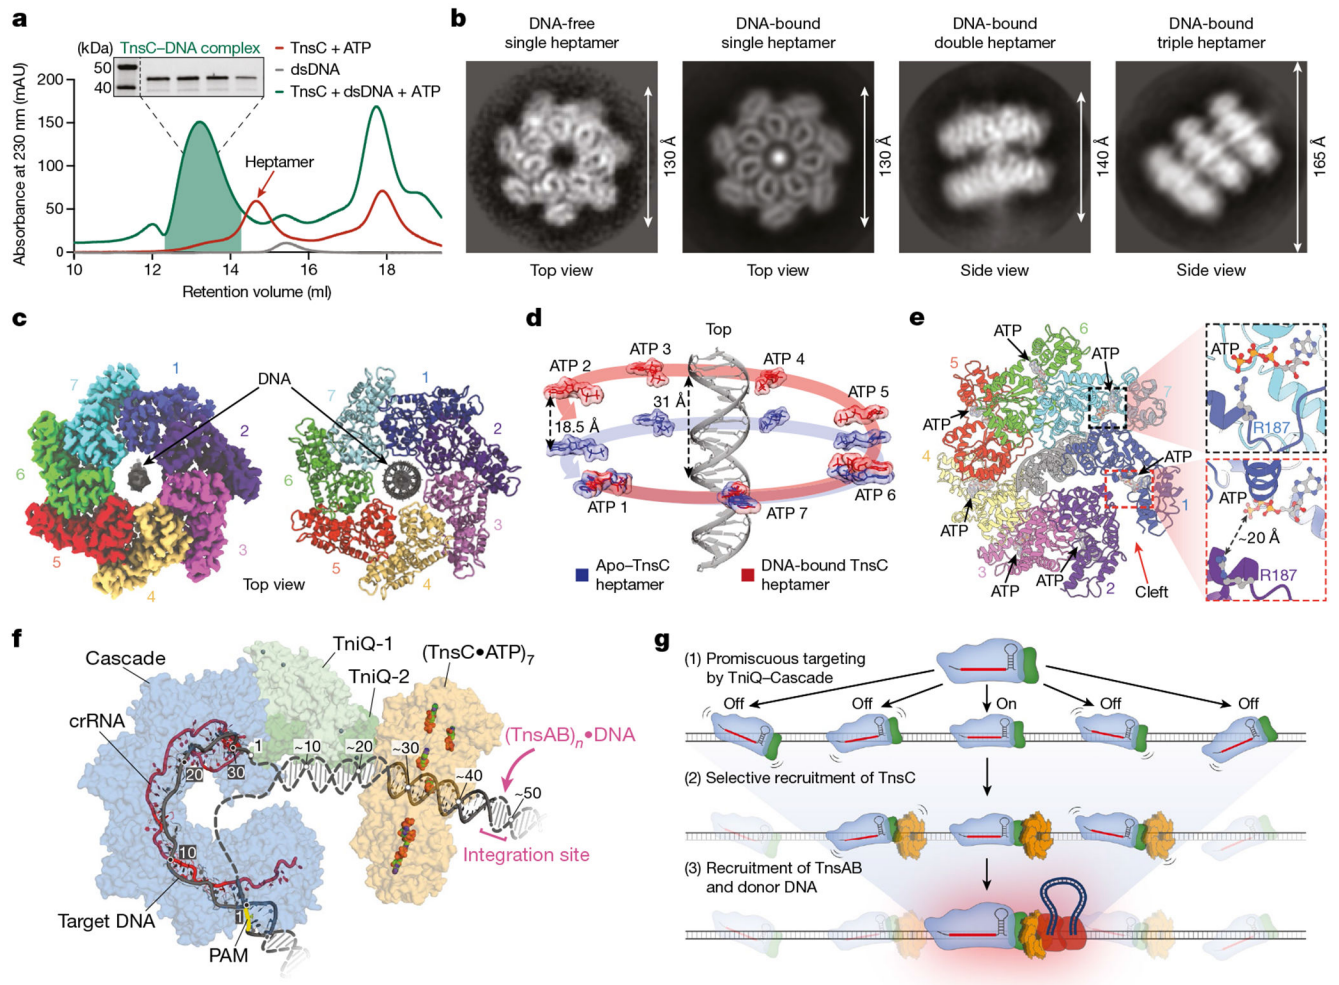 a
(kDa) TnsC–DNA complex
50
40
TnsC + ATP
dsDNA
TnsC + dsDNA + ATP
Heptamer
Absorbance at 230 nm (mAU)
200
150
100
50
0
10 12 14 16 18
Retention volume (ml)
b
DNA-free
single heptamer
130 Å
Top view
DNA-bound
single heptamer
130 Å
Top view
DNA-bound
double heptamer
140 Å
Side view
DNA-bound
triple heptamer
165 Å
Side view
c
7 1
DNA
2
6
3
5
4
Top view
7 1
2
6
3
5
4
d
Top
ATP 3
ATP 4
ATP 2
ATP 5
31 Å
18.5 Å
ATP 1
ATP 7
ATP 6
Apo–TnsC
heptamer
DNA-bound TnsC
heptamer
e
ATP
6
ATP
5
7
ATP
4
ATP
ATP
1
3
ATP
ATP
2
Cleft
ATP
R187
ATP
~20 Å
R187
f
TniQ-1
Cascade
TniQ-2
(TnsC•ATP)7
crRNA
1
~10
~20
~30
~40
~50
20
30
10
1
(TnsAB)n•DNA
Integration site
Target DNA
PAM
g
(1) Promiscuous targeting
by TniQ–Cascade
Off Off On Off Off
(2) Selective recruitment of TnsC
(3) Recruitment of TnsAB
and donor DNA